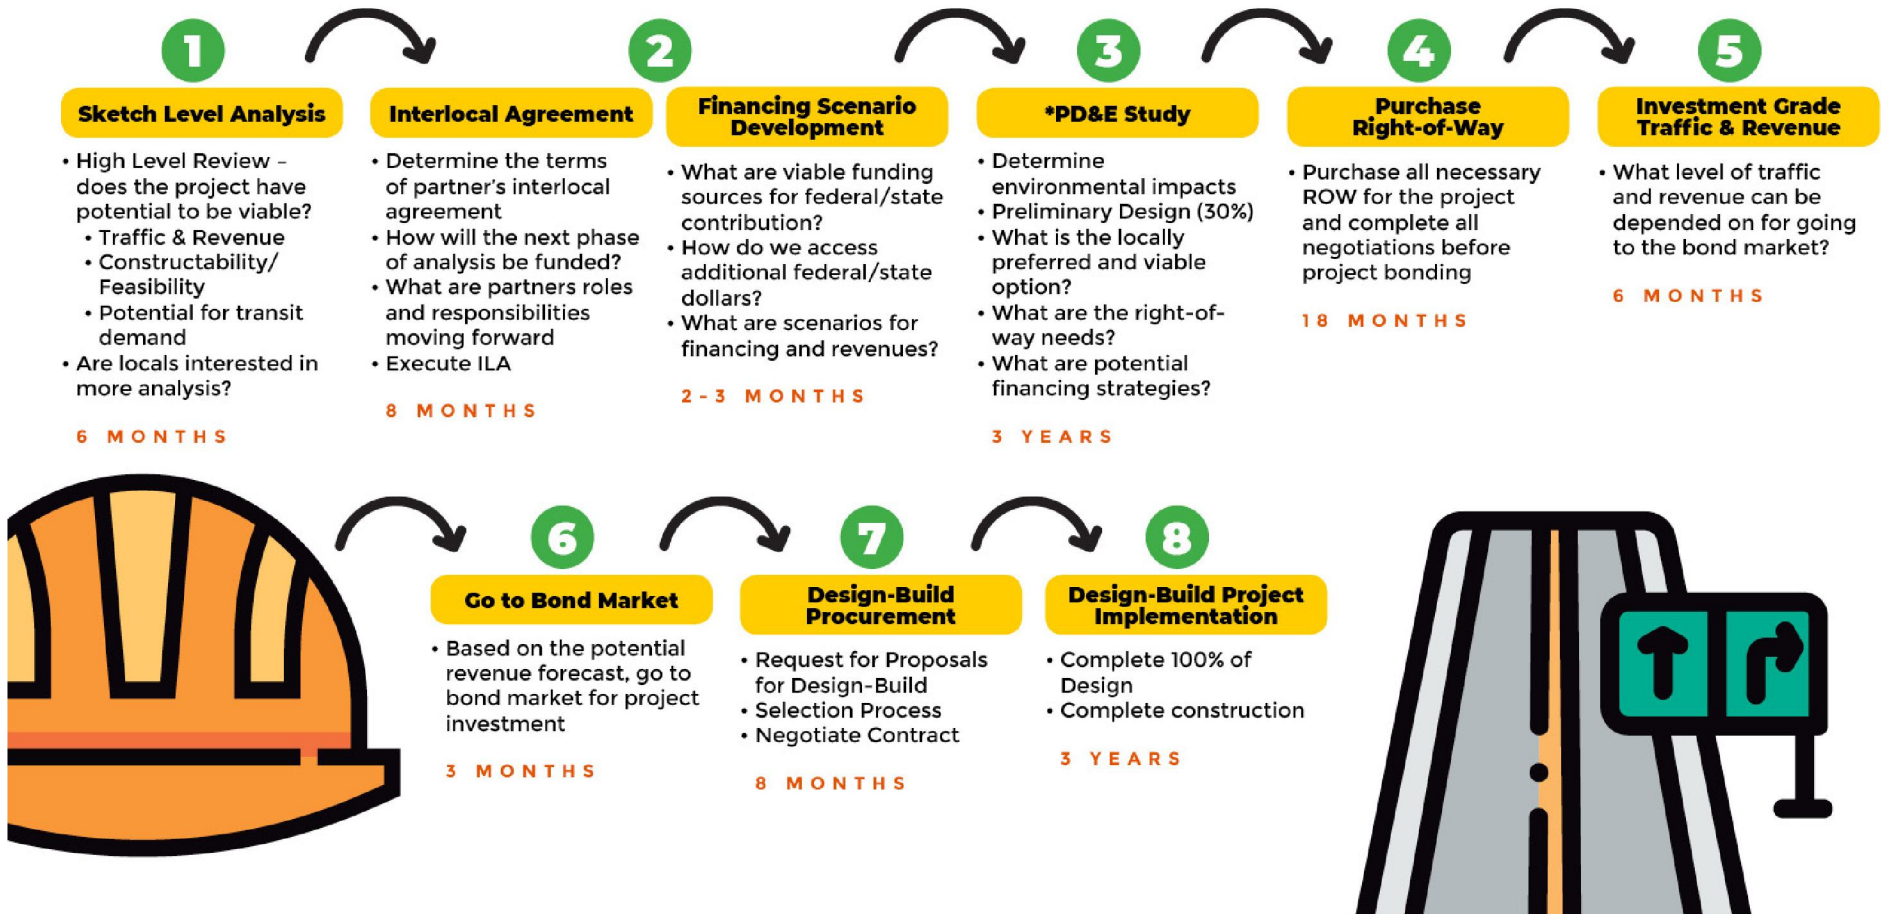 1
Sketch Level Analysis
• High Level Review –
does the project have
potential to be viable?
• Traffic & Revenue
• Constructability/
Feasibility
• Potential for transit
demand
• Are locals interested in
more analysis?
6 MONTHS
2
Interlocal Agreement
• Determine the terms
of partner's interlocal
agreement
• How will the next phase
of analysis be funded?
• What are partners roles
and responsibilities
moving forward
• Execute ILA
8 MONTHS
Financing Scenario
Development
• What are viable funding
sources for federal/state
contribution?
• How do we access
additional federal/state
dollars?
• What are scenarios for
financing and revenues?
2-3 MONTHS
3
*PD&E Study
• Determine
environmental impacts
• Preliminary Design (30%)
• What is the locally
preferred and viable
option?
• What are the right-of-
way needs?
• What are potential
financing strategies?
3 YEARS
4
Purchase
Right-of-Way
• Purchase all necessary
ROW for the project
and complete all
negotiations before
project bonding
18 MONTHS
5
Investment Grade
Traffic & Revenue
• What level of traffic
and revenue can be
depended on for going
to the bond market?
6 MONTHS
6
Go to Bond Market
• Based on the potential
revenue forecast, go to
bond market for project
investment
3 MONTHS
7
Design-Build
Procurement
• Request for Proposals
for Design-Build
• Selection Process
• Negotiate Contract
8 MONTHS
8
Design-Build Project
Implementation
• Complete 100% of
Design
• Complete construction
3 YEARS